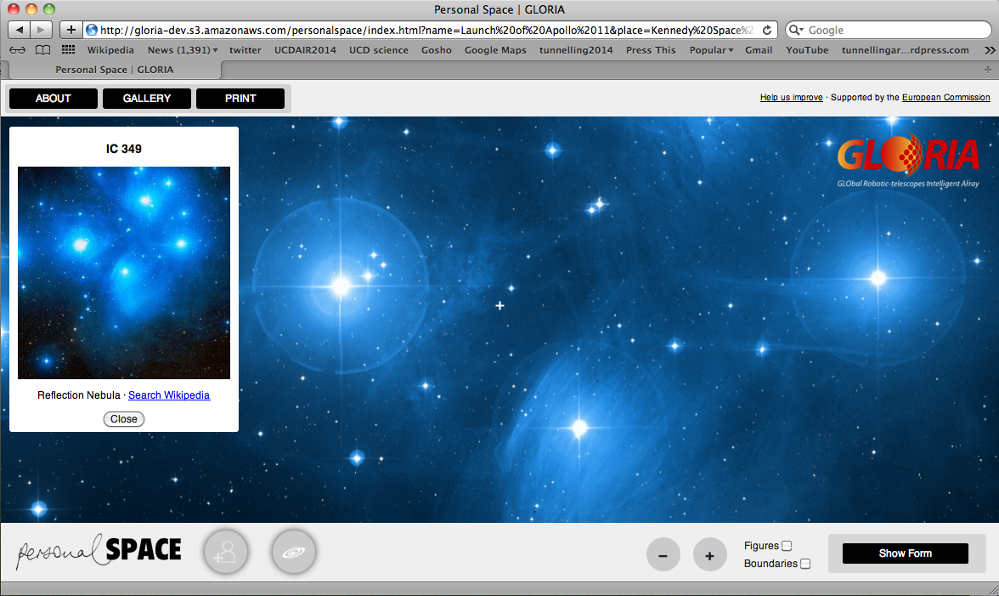 Personal Space | GLORIA
http://gloria-dev.s3.amazonaws.com/personalspace/index.html?name=Launch%20of%20Apollo%2011&place=Kennedy%20Space%2
Google
Wikipedia News (1,391) twitter UCDAIR2014 UCD science Gosho Google Maps tunnelling2014 Press This Popular Gmail YouTube tunnellingar...rdpress.com
Personal Space | GLORIA
ABOUT GALLERY PRINT
Help us improve · Supported by the European Commission
IC 349
GLORIA
GLObal Robotic-telescopes Intelligent Array
Reflection Nebula · Search Wikipedia
Close
personal SPACE
Figures
Boundaries
Show Form